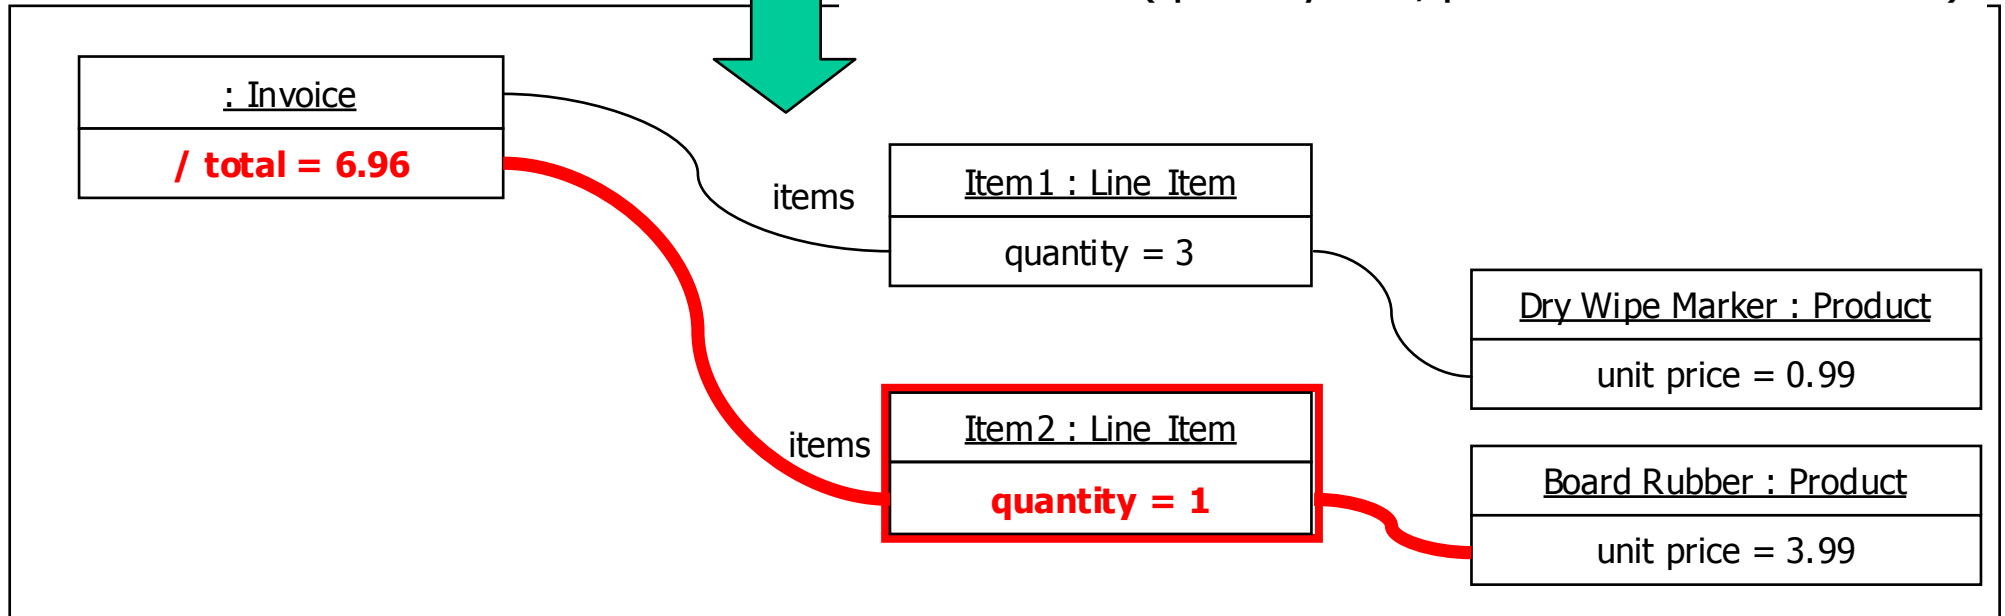 : Invoice
/ total = 6.96
items
Item1 : Line Item
quantity = 3
Dry Wipe Marker : Product
unit price = 0.99
items
Item2 : Line Item
quantity = 1
Board Rubber : Product
unit price = 3.99